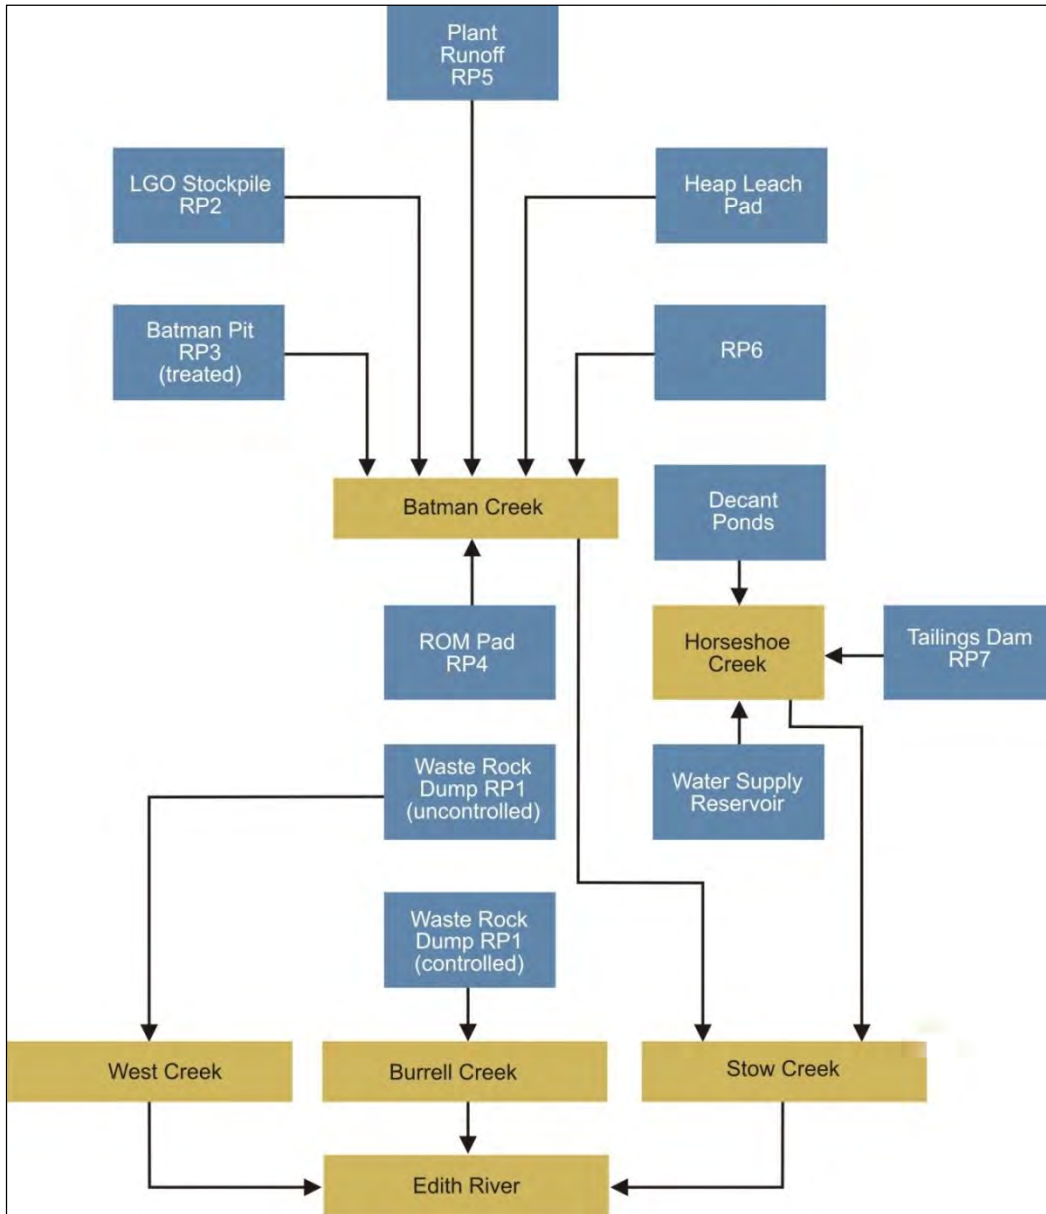 Plant
Runoff
RP5
LGO Stockpile
RP2
Heap Leach
Pad
Batman Pit
RP3
(treated)
RP6
Batman Creek
Decant
Ponds
ROM Pad
RP4
Horseshoe
Creek
Tailings Dam
RP7
Waste Rock
Dump RP1
(uncontrolled)
Water Supply
Reservoir
Waste Rock
Dump RP1
(controlled)
West Creek
Burrell Creek
Stow Creek
Edith River